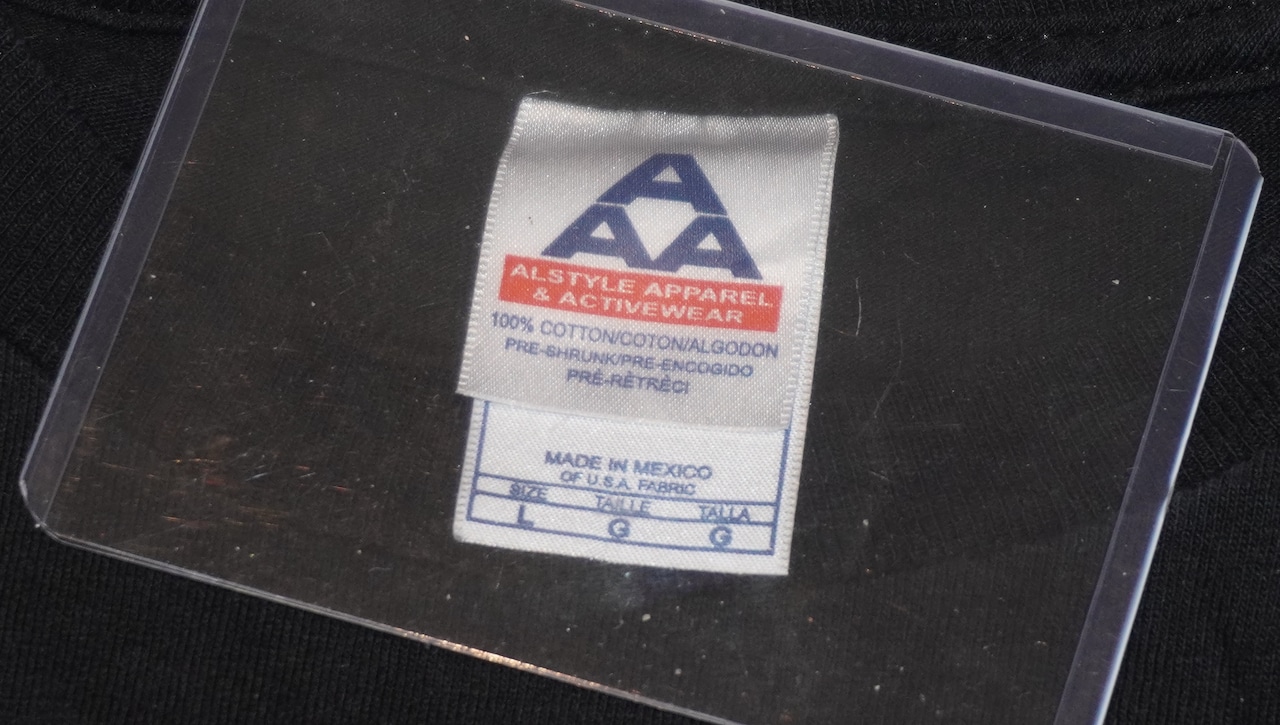 A
AA
ALSTYLE APPAREL
& ACTIVEWEAR
100% COTTON/COTON/ALGODON
PRE-SHRUNK/PRE-ENCOGIDO
PRÉ-RÊTRÊCI
MADE IN MEXICO
OF U.S.A. FABRIC
SIZE TAILLE TALLA
L G G